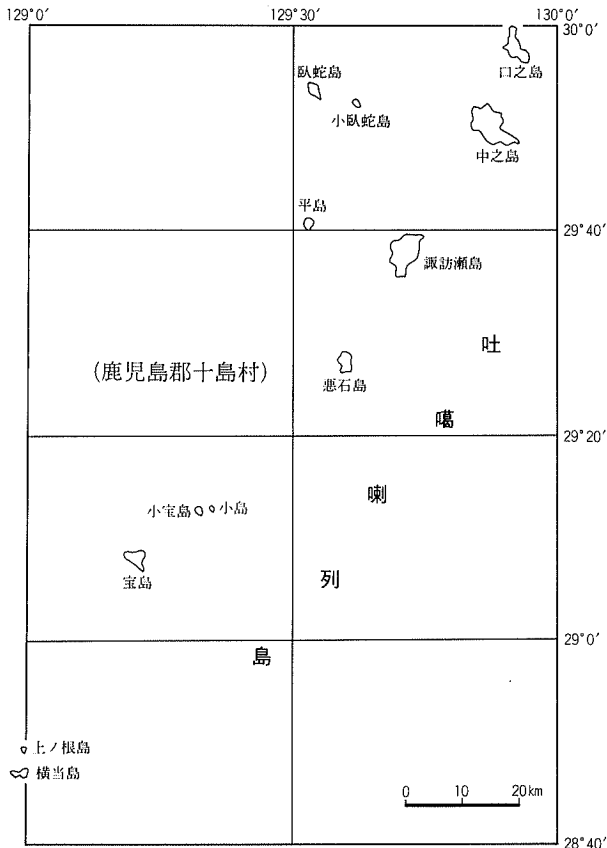 129°0′
129°30′
130°0′
30°0′
口之島
臥蛇島
小臥蛇島
中之島
平島
29°40′
諏訪瀬島
吐
(鹿児島郡十島村)
悪石島
噶
29°20′
喇
小宝島
小島
列
宝島
29°0′
島
上ノ根島
横当島
0 10 20km
28°40′